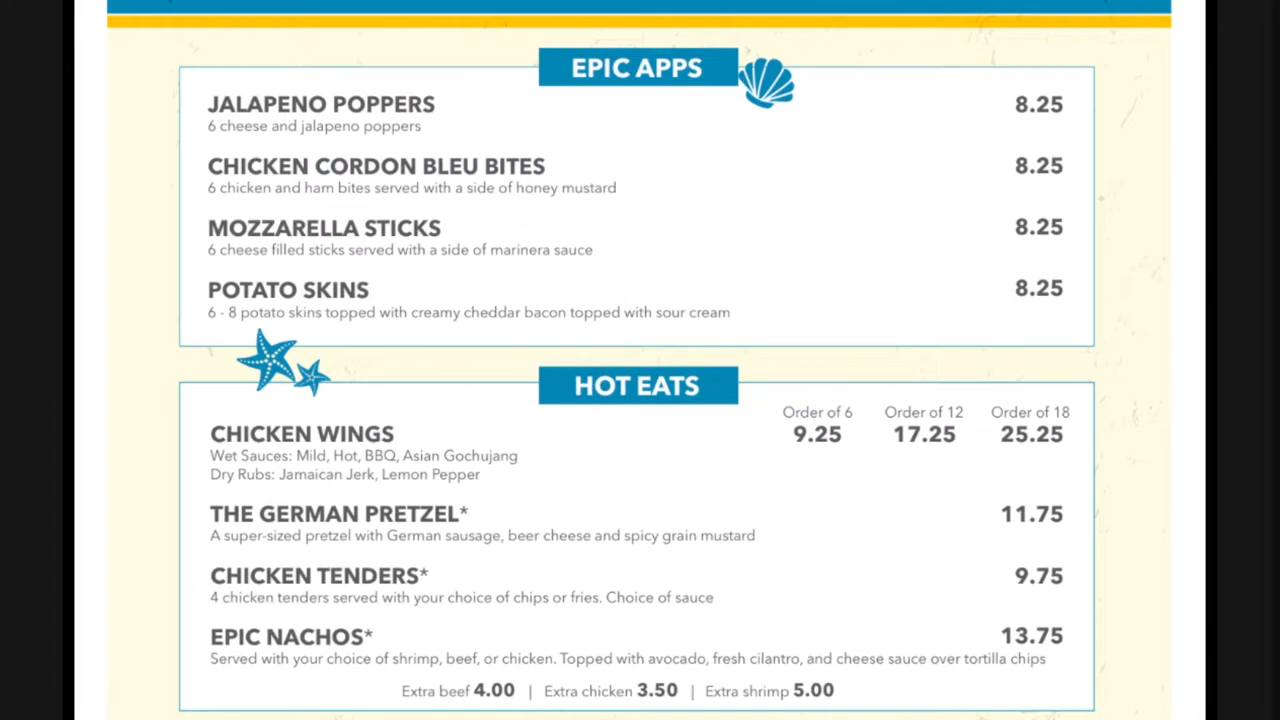 EPIC APPS
JALAPENO POPPERS 8.25
6 cheese and jalapeno poppers
CHICKEN CORDON BLEU BITES 8.25
6 chicken and ham bites served with a side of honey mustard
MOZZARELLA STICKS 8.25
6 cheese filled sticks served with a side of marinera sauce
POTATO SKINS 8.25
6 - 8 potato skins topped with creamy cheddar bacon topped with sour cream
HOT EATS
Order of 6 Order of 12 Order of 18
CHICKEN WINGS 9.25 17.25 25.25
Wet Sauces: Mild, Hot, BBQ, Asian Gochujang
Dry Rubs: Jamaican Jerk, Lemon Pepper
THE GERMAN PRETZEL* 11.75
A super-sized pretzel with German sausage, beer cheese and spicy grain mustard
CHICKEN TENDERS* 9.75
4 chicken tenders served with your choice of chips or fries. Choice of sauce
EPIC NACHOS* 13.75
Served with your choice of shrimp, beef, or chicken. Topped with avocado, fresh cilantro, and cheese sauce over tortilla chips
Extra beef 4.00 | Extra chicken 3.50 | Extra shrimp 5.00